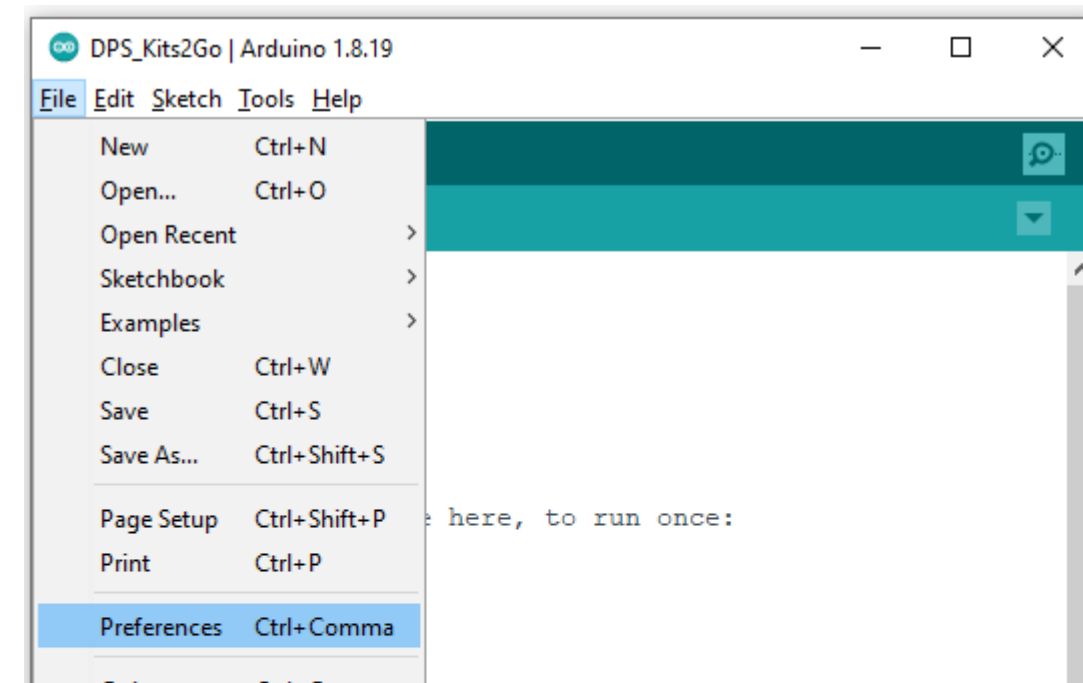 DPS_Kits2Go | Arduino 1.8.19
File Edit Sketch Tools Help
New Ctrl+N
Open... Ctrl+O
Open Recent
Sketchbook
Examples
Close Ctrl+W
Save Ctrl+S
Save As... Ctrl+Shift+S
Page Setup Ctrl+Shift+P
here, to run once:
Print Ctrl+P
Preferences Ctrl+Comma